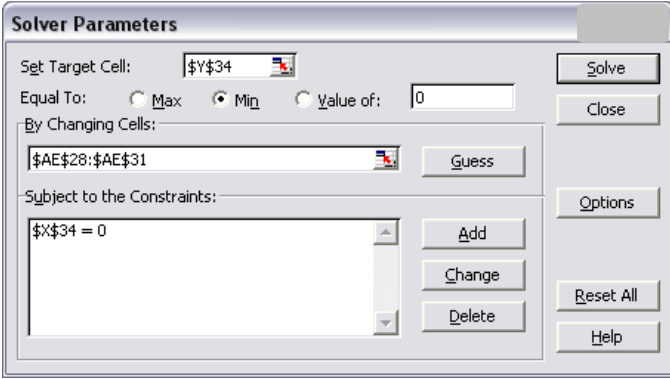 Solver Parameters
Set Target Cell: $Y$34 Solve
Equal To: Max Min Value of: 0 Close
By Changing Cells:
$AE$28:$AE$31 Guess
Subject to the Constraints: Options
$X$34 = 0 Add
Change
Reset All
Delete
Help